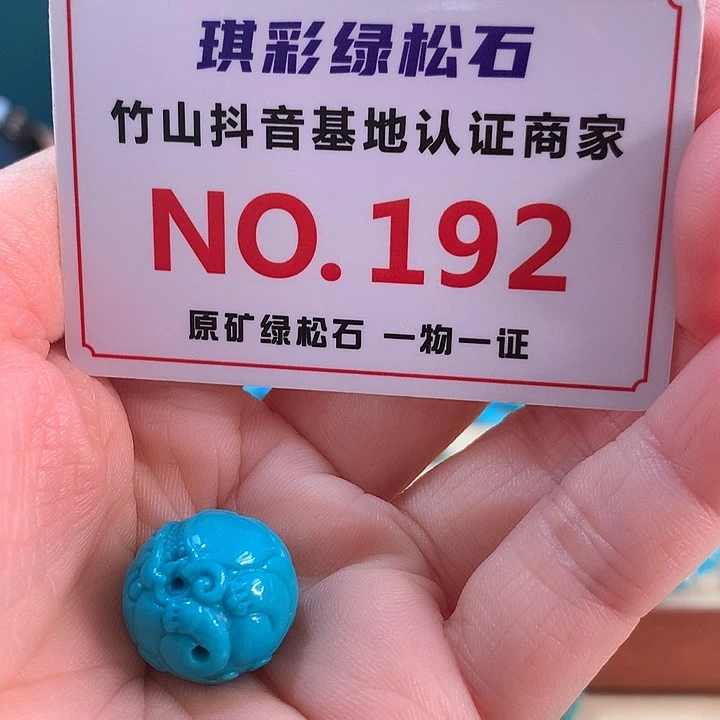 琪彩绿松石
竹山抖音基地认证商家
NO.192
原矿绿松石 一物一证